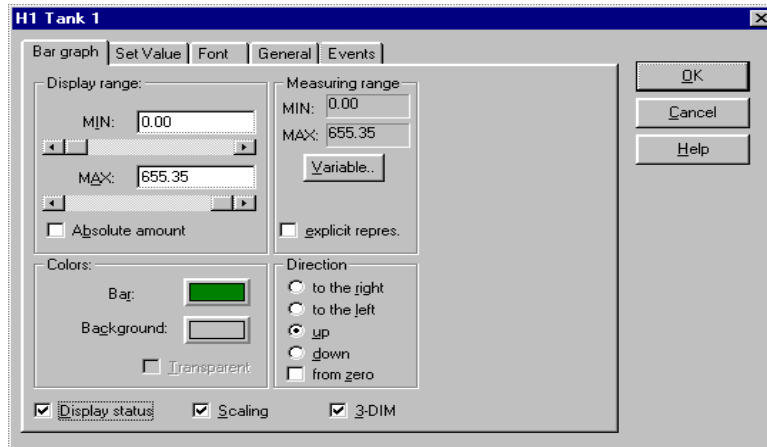 H1 Tank 1
Bar graph Set Value Font General Events
Display range:
MIN: 0.00
MAX: 655.35
Absolute amount
Measuring range
MIN: 0.00
MAX: 655.35
Variable..
explicit repres.
Colors:
Bar:
Background:
Transparent
Direction
to the right
to the left
up
down
from zero
Display status Scaling 3-DIM
OK
Cancel
Help